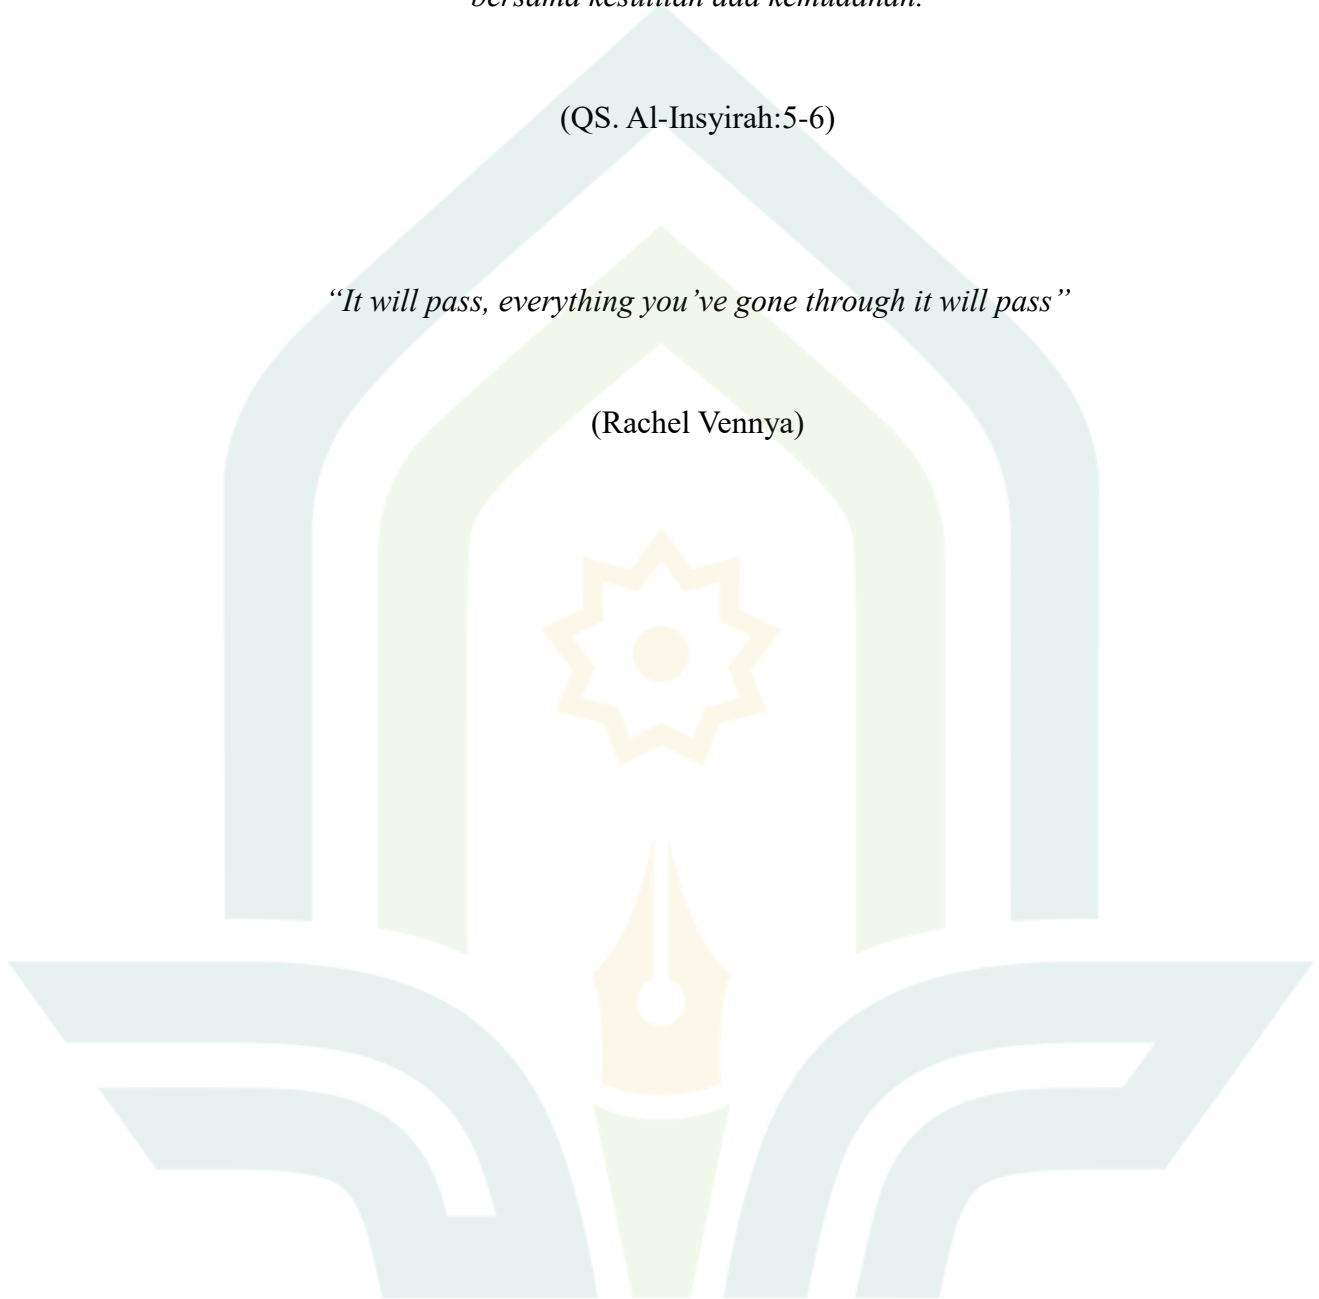 bersama kesulitan ada kemudahan.
(QS. Al-Insyirah:5-6)
“It will pass, everything you’ve gone through it will pass”
(Rachel Vennya)